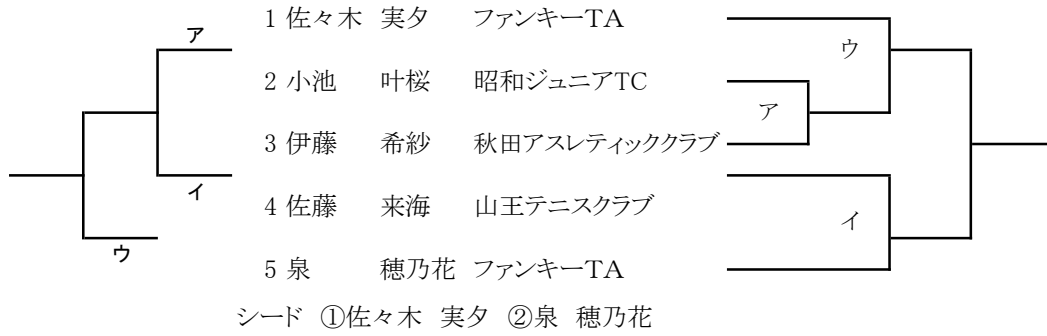 1 佐々木 実夕 ファンキーTA
ア
ウ
2 小池 叶桜 昭和ジュニアTC
ア
3 伊藤 希紗 秋田アスレティッククラブ
イ
4 佐藤 来海 山王テニスクラブ
イ
ウ
5 泉 穂乃花 ファンキーTA
シード ①佐々木 実夕 ②泉 穂乃花